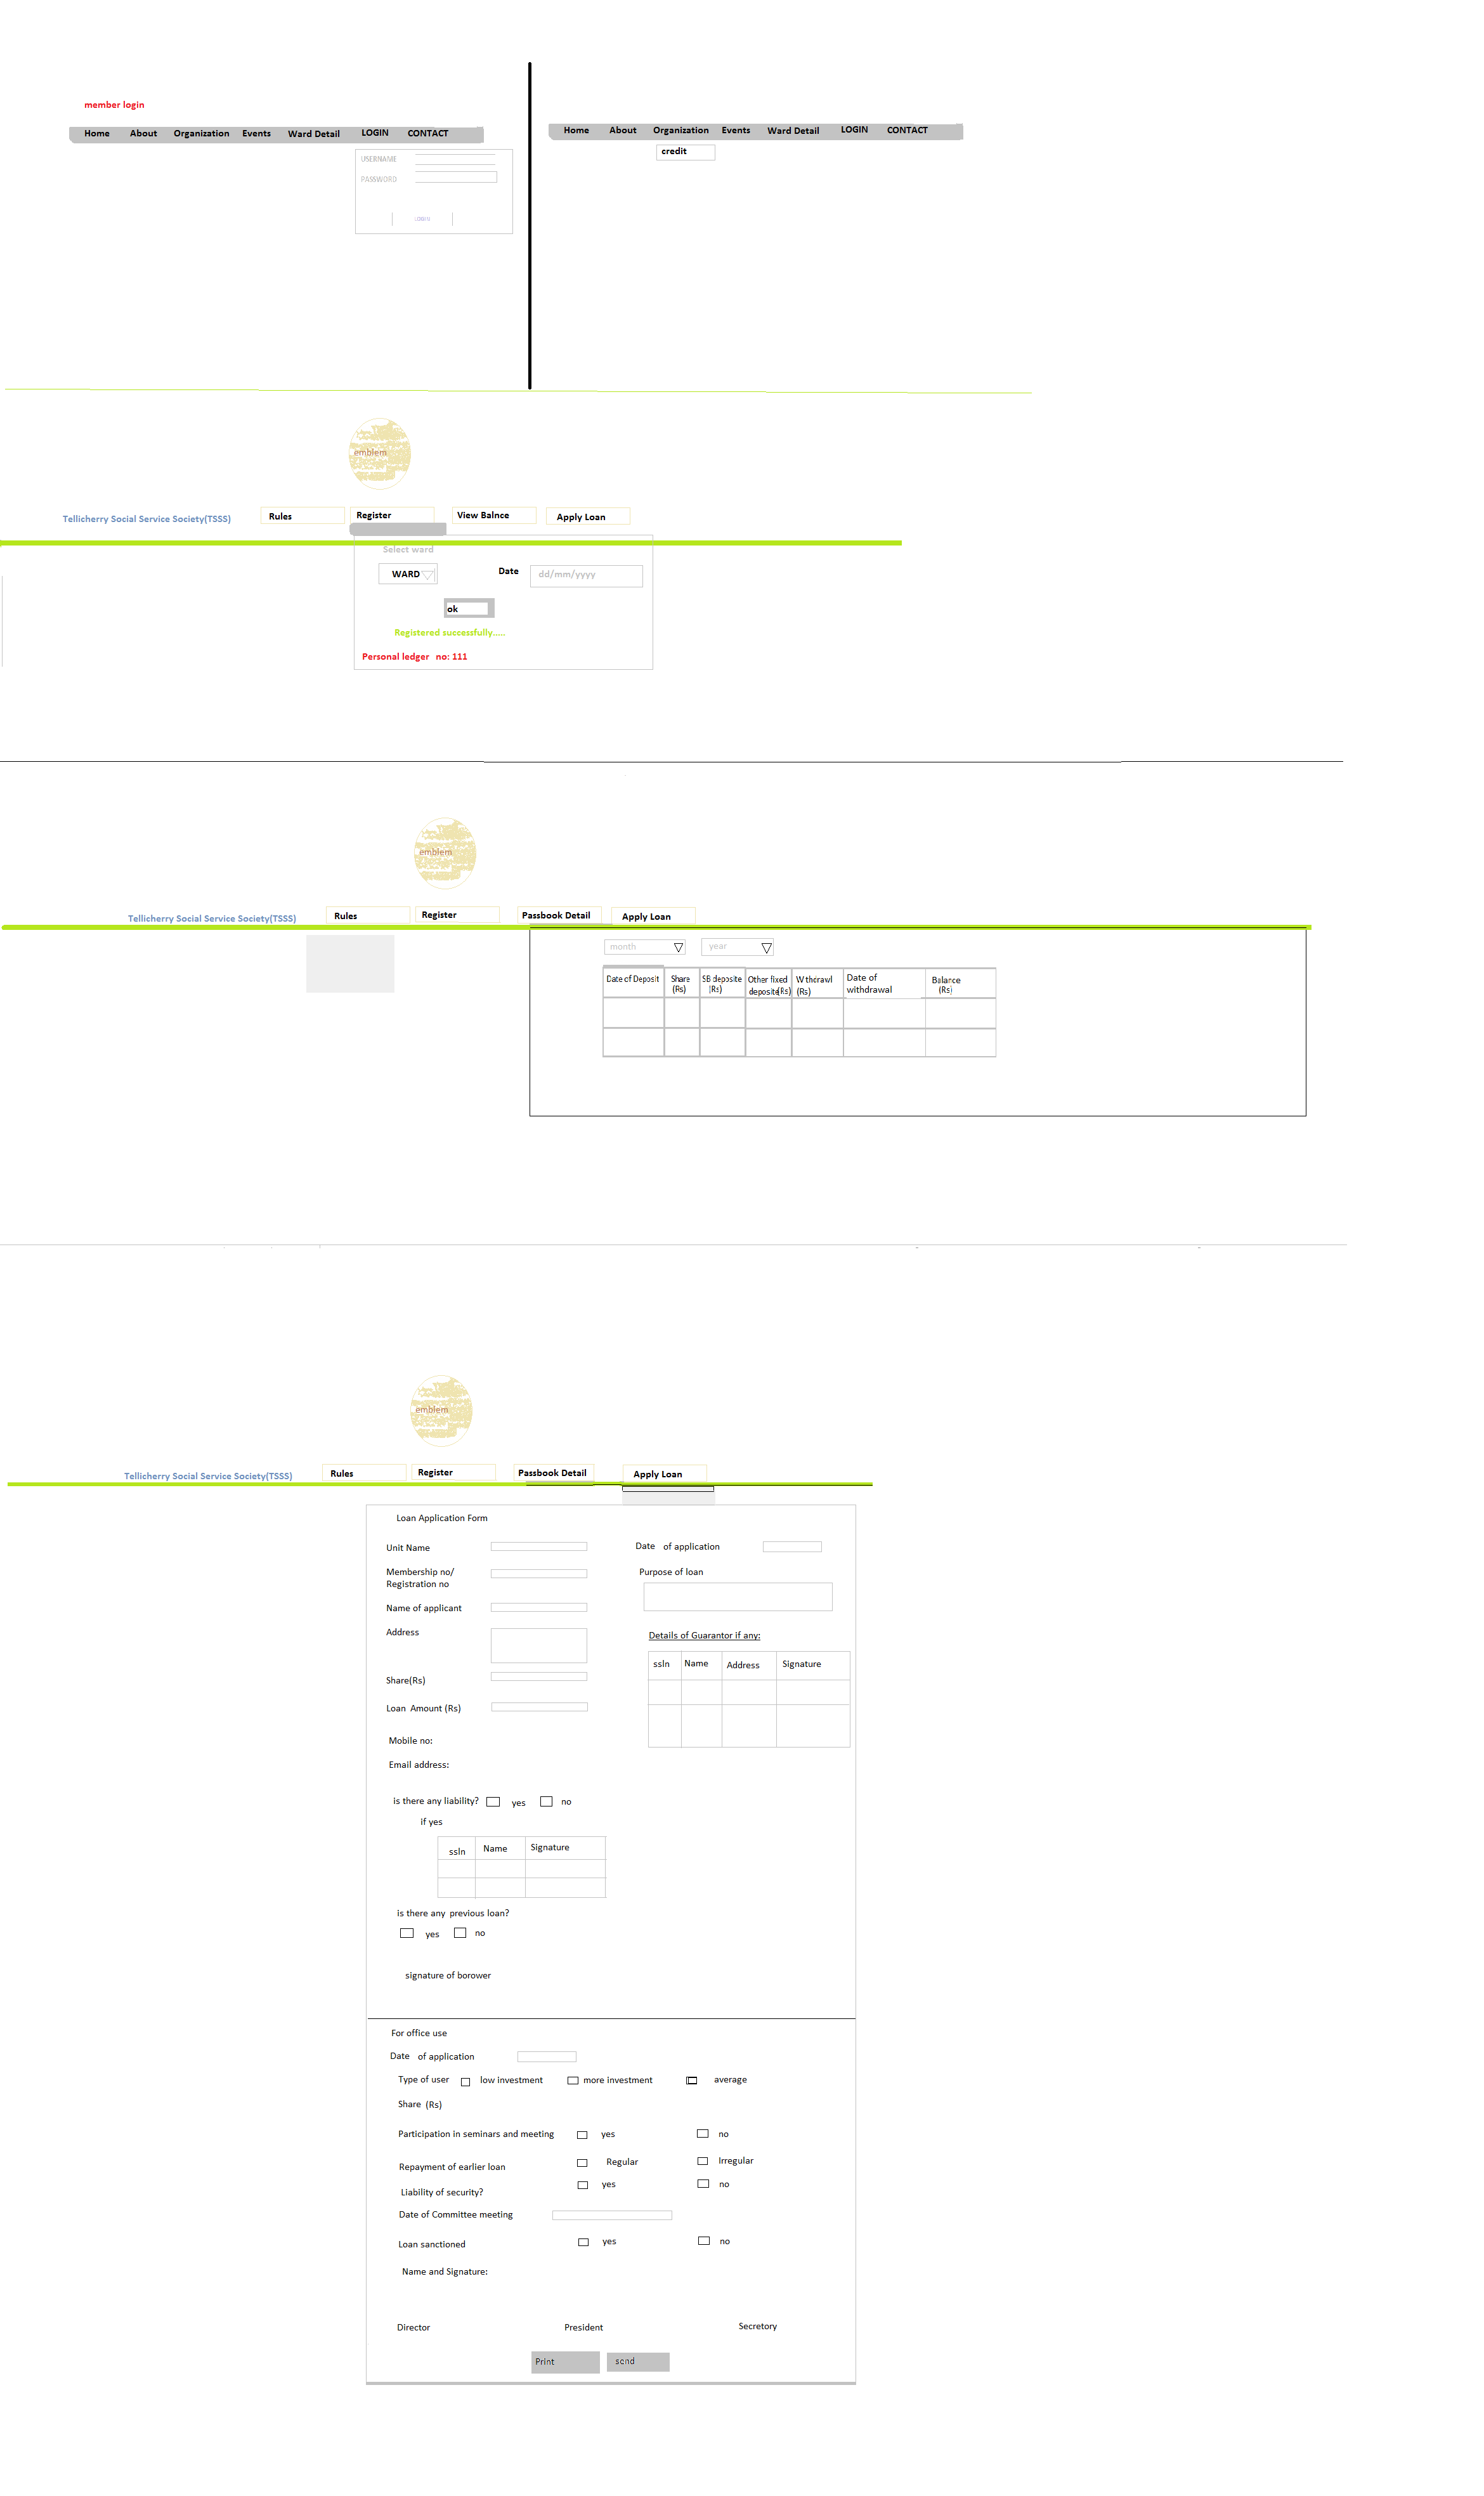 member login
Home About Organization Events Ward Detail LOGIN CONTACT
USERNAME
PASSWORD
LOGIN
Home About Organization Events Ward Detail LOGIN CONTACT
credit
emblem
Tellicherry Social Service Society(TSSS) Rules Register View Balnce Apply Loan
Select ward
WARD Date dd/mm/yyyy
ok
Registered successfully.....
Personal ledger no: 111
emblem
Tellicherry Social Service Society(TSSS) Rules Register Passbook Detail Apply Loan
month year
Date of Deposit Share SB deposite Other fixed Withdrawl Date of Balance
(Rs) (Rs) deposite(Rs) (Rs) withdrawal (Rs)
emblem
Tellicherry Social Service Society(TSSS) Rules Register Passbook Detail Apply Loan
Loan Application Form
Unit Name
Date of application
Membership no/
Registration no
Purpose of loan
Name of applicant
Address
Details of Guarantor if any:
ssln Name Address Signature
Share(Rs)
Loan Amount (Rs)
Mobile no:
Email address:
is there any liability? yes no
if yes
ssln Name Signature
is there any previous loan?
yes no
signature of borower
For office use
Date of application
Type of user low investment more investment average
Share (Rs)
Participation in seminars and meeting yes no
Repayment of earlier loan Regular Irregular
Liability of security? yes no
Date of Committee meeting
Loan sanctioned yes no
Name and Signature:
Director President Secretary
Print send